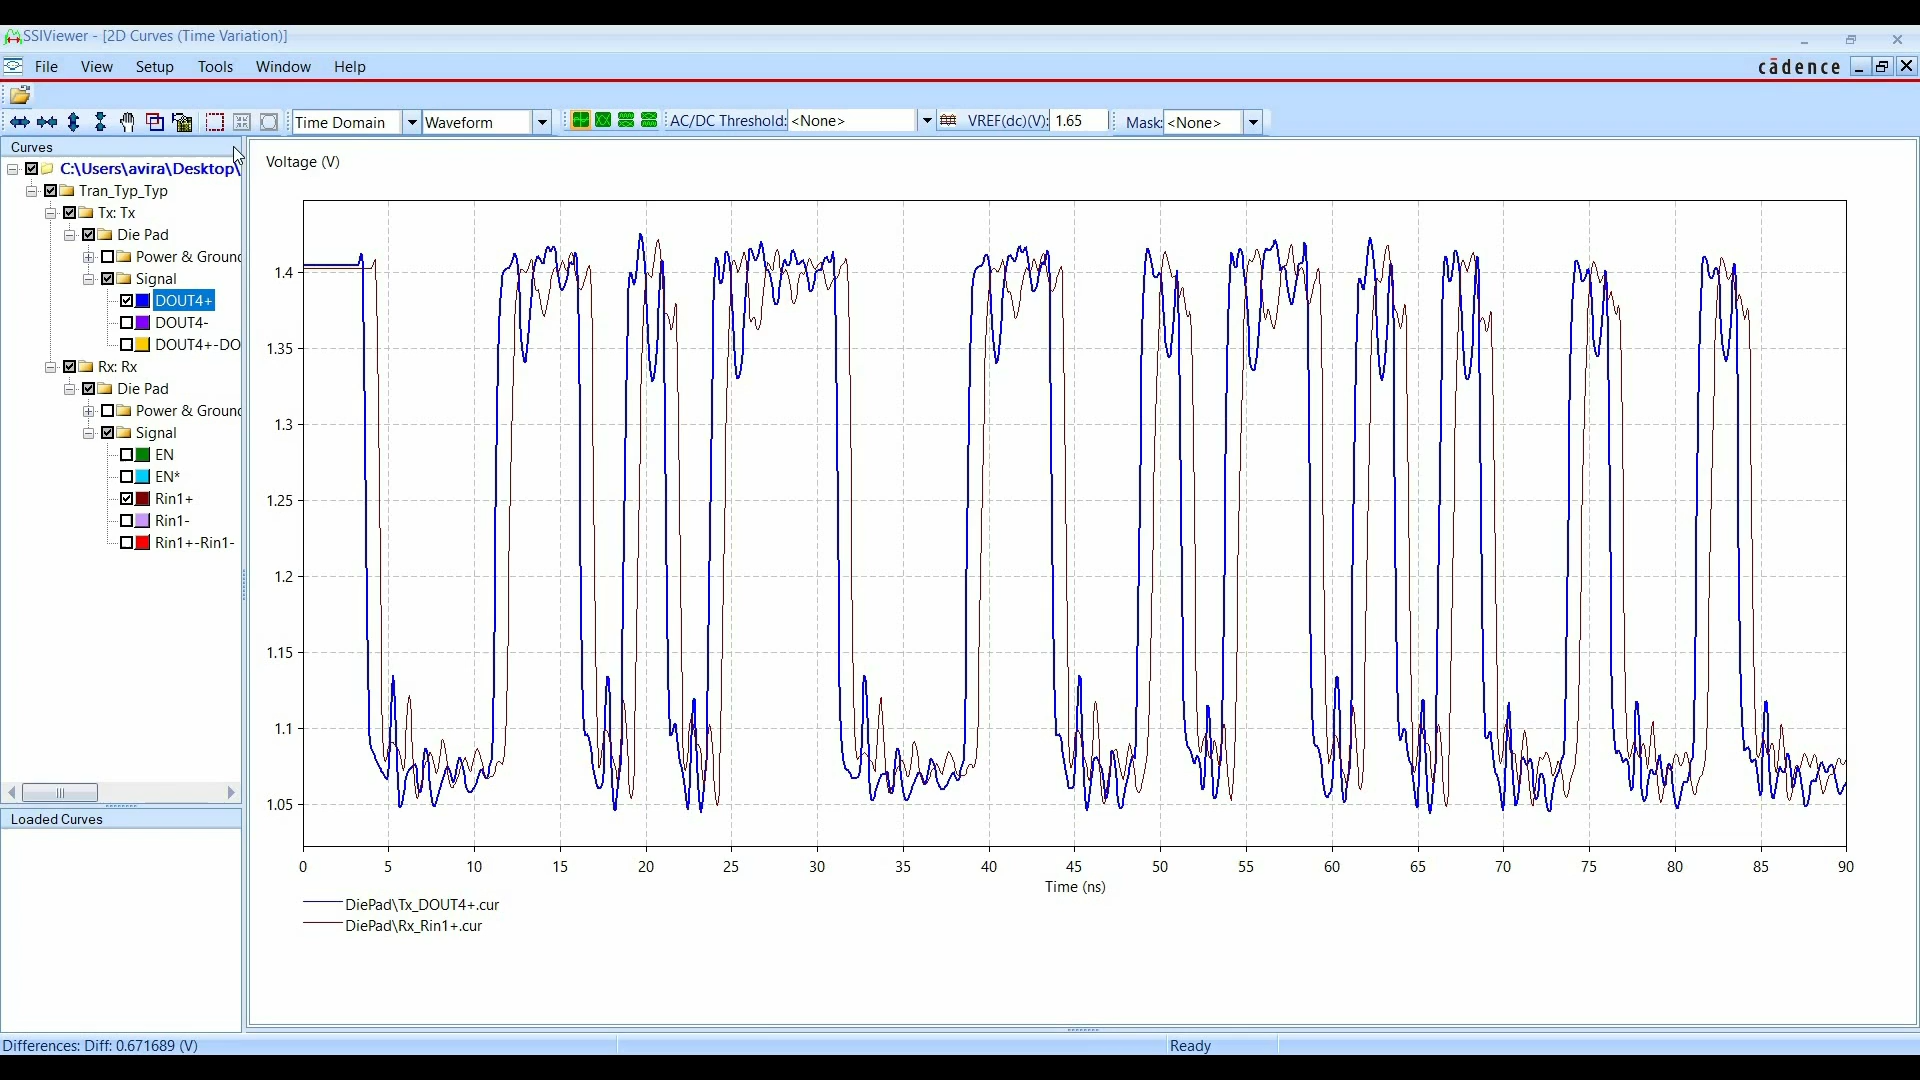 SSIViewer - [2D Curves (Time Variation)]
File View Setup Tools Window Help
cādence
Time Domain Waveform AC/DC Threshold: <None> VREF(dc)(V): 1.65 Mask: <None>
Curves
C:\Users\avira\Desktop\
Tran_Typ_Typ
Tx: Tx
Die Pad
Power & Ground
Signal
DOUT4+
DOUT4-
DOUT4+-DO
Rx: Rx
Die Pad
Power & Ground
Signal
EN
EN*
Rin1+
Rin1-
Rin1+-Rin1-
Loaded Curves
Voltage (V)
1.4
1.35
1.3
1.25
1.2
1.15
1.1
1.05
0 5 10 15 20 25 30 35 40 45 50 55 60 65 70 75 80 85 90
Time (ns)
DiePad\Tx_DOUT4+.cur
DiePad\Rx_Rin1+.cur
Differences: Diff: 0.671689 (V)
Ready